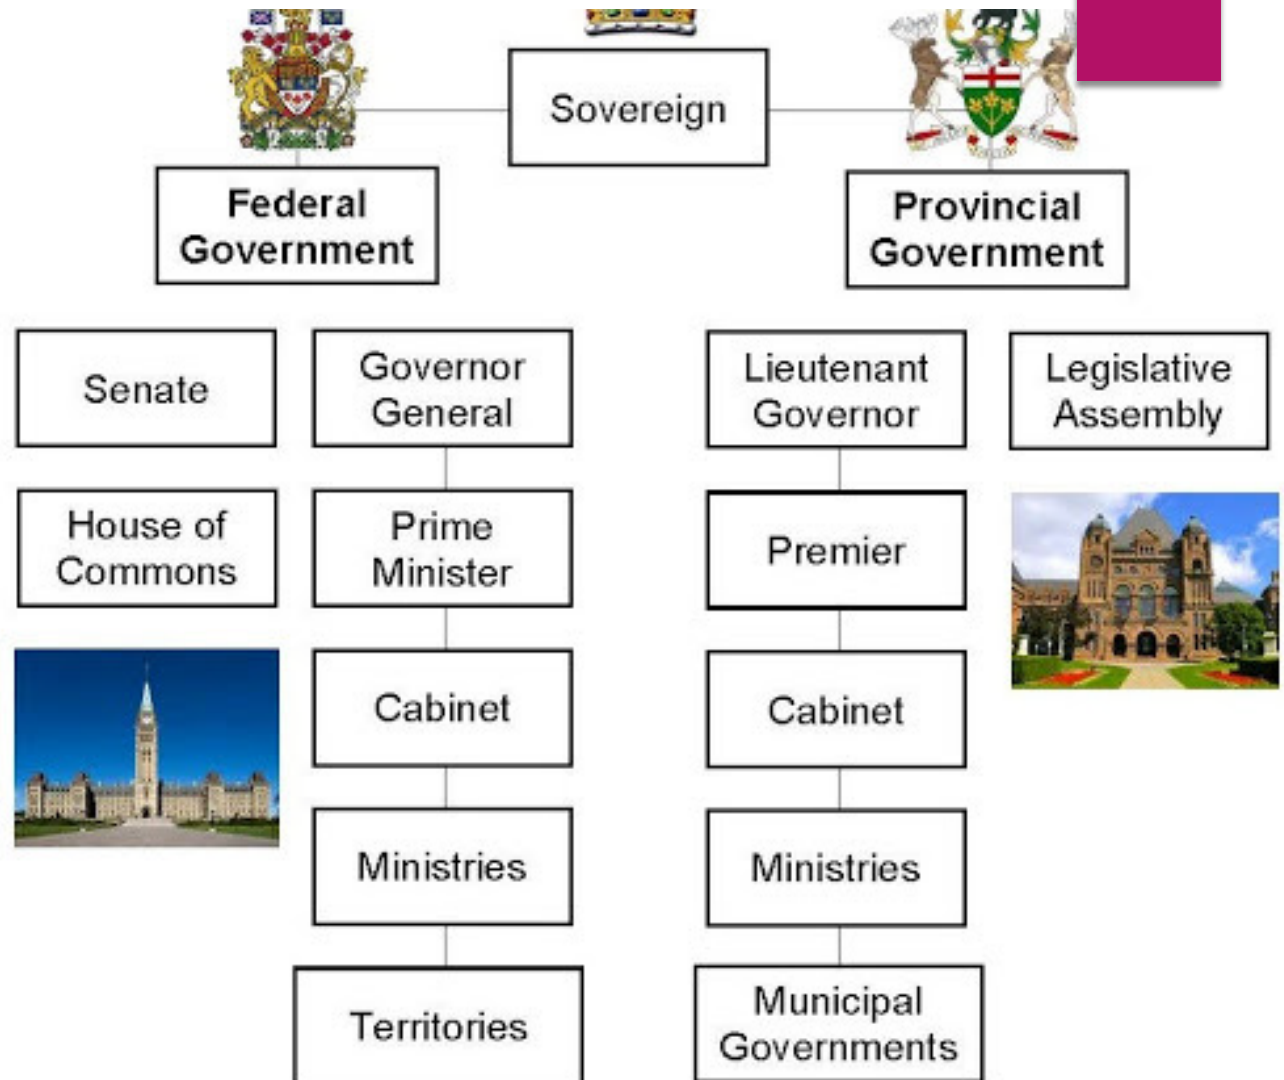 Sovereign
Federal
Government
Provincial
Government
Senate
Governor
General
Lieutenant
Governor
Legislative
Assembly
House of
Commons
Prime
Minister
Premier
Cabinet
Cabinet
Ministries
Ministries
Territories
Municipal
Governments